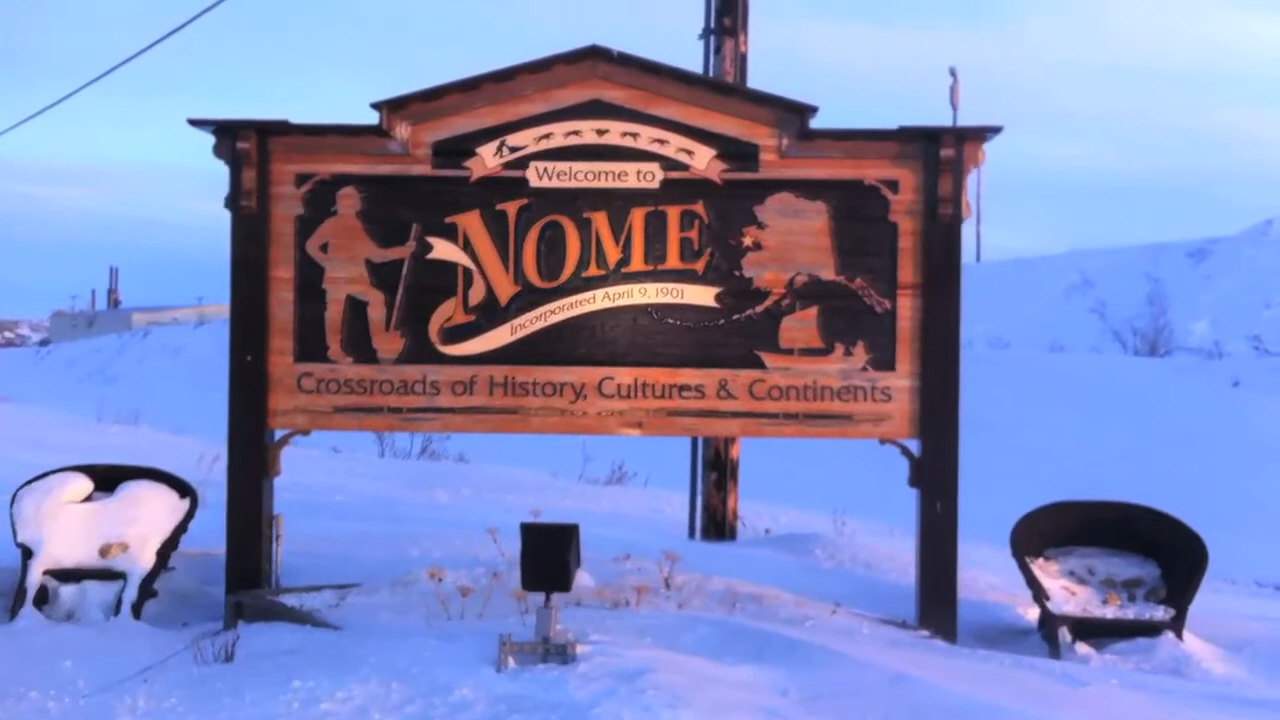 Welcome to
NOME
Incorporated April 9, 1901
Crossroads of History, Cultures & Continents